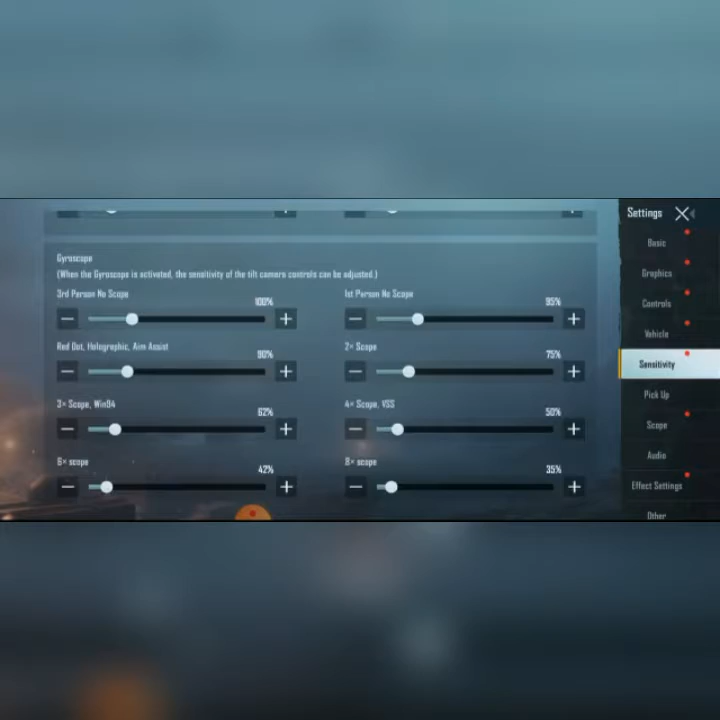 Settings
Gyroscope
(When the Gyroscope is activated, the sensitivity of the tilt camera controls can be adjusted.)
3rd Person No Scope
100%
1st Person No Scope
95%
Red Dot, Holographic, Aim Assist
90%
2× Scope
75%
3× Scope, Win94
62%
4× Scope, VSS
50%
6× scope
42%
8× scope
35%
Basic
Graphics
Controls
Vehicle
Sensitivity
Pick Up
Scope
Audio
Effect Settings
Other